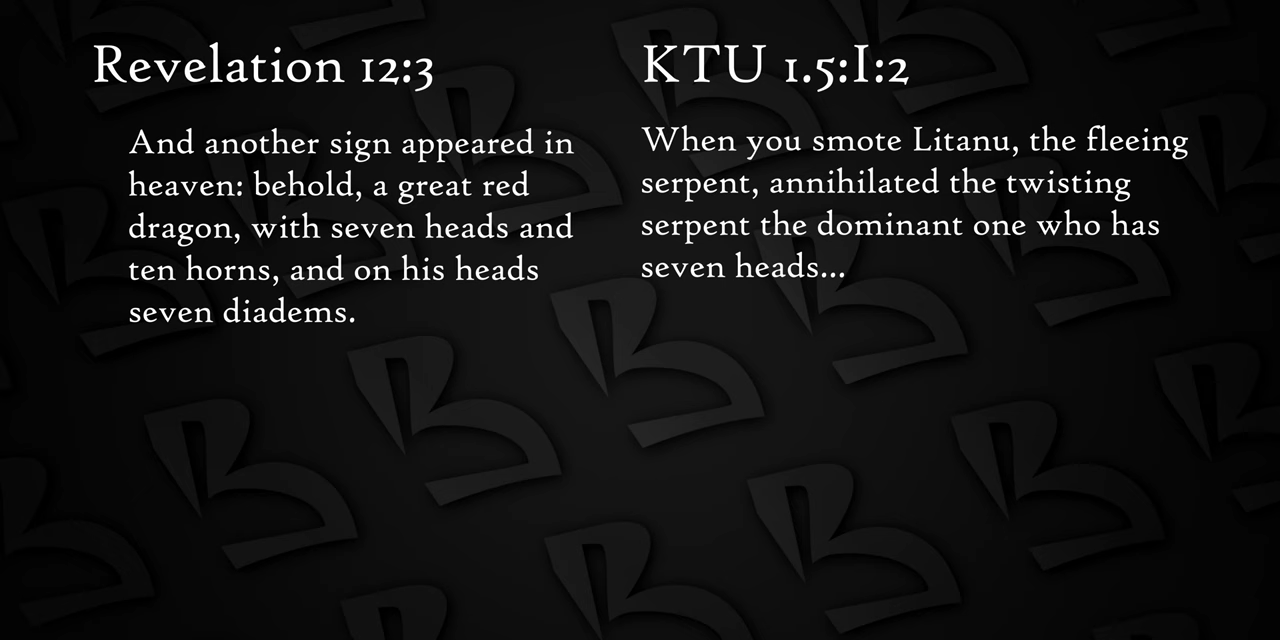 Revelation 12:3
And another sign appeared in
heaven: behold, a great red
dragon, with seven heads and
ten horns, and on his heads
seven diadems.
KTU 1.5:I:2
When you smote Litanu, the fleeing
serpent, annihilated the twisting
serpent the dominant one who has
seven heads...